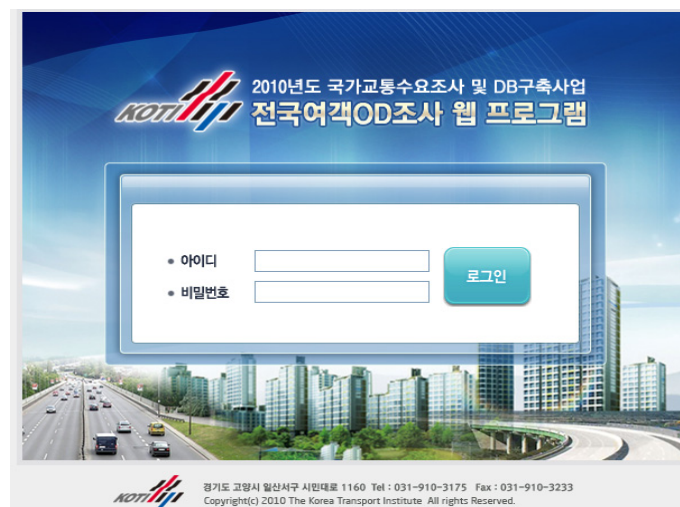 2010년도 국가교통수요조사 및 DB구축사업
KOTI 전국여객OD조사 웹 프로그램
아이디
로그인
비밀번호
KOTI
경기도 고양시 일산서구 시민대로 1160 Tel : 031-910-3175 Fax : 031-910-3233
Copyright(c) 2010 The Korea Transport Institute All rights Reserved.